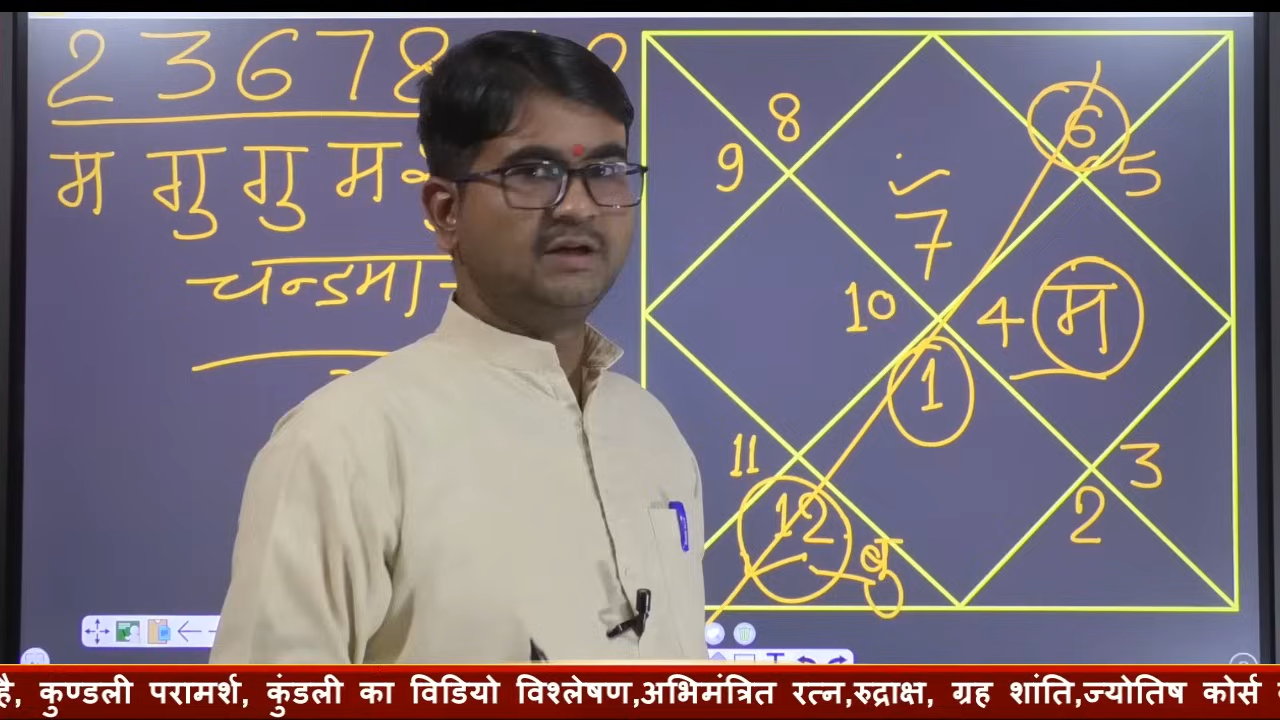 2 3 6 7 8
म गु गु म
चन्डमा -
8
9
7
6
5
10
4 म
1
11
12
बु
3
2
है, कुण्डली परामर्श, कुंडली का विडियो विश्लेषण,अभिमंत्रित रत्न,रुद्राक्ष, ग्रह शांति,ज्योतिष कोर्स